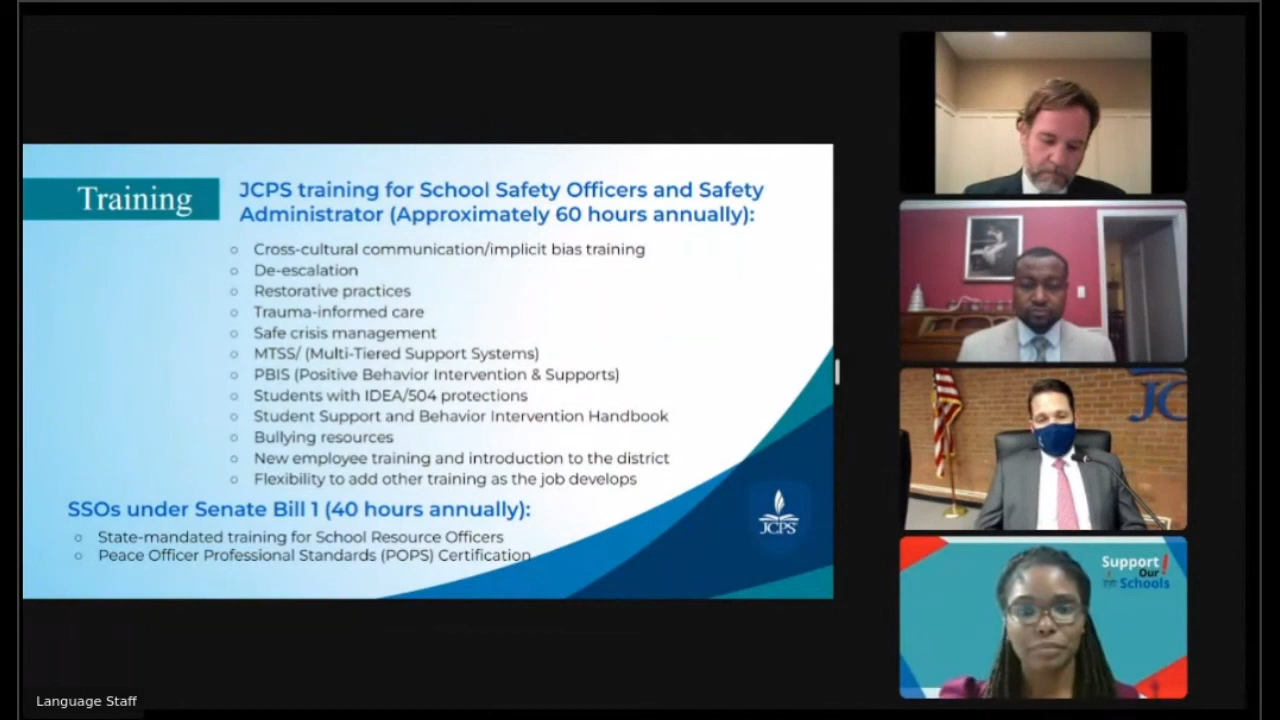 Training
JCPS training for School Safety Officers and Safety
Administrator (Approximately 60 hours annually):
○ Cross-cultural communication/implicit bias training
○ De-escalation
○ Restorative practices
○ Trauma-informed care
○ Safe crisis management
○ MTSS/ (Multi-Tiered Support Systems)
○ PBIS (Positive Behavior Intervention & Supports)
○ Students with IDEA/504 protections
○ Student Support and Behavior Intervention Handbook
○ Bullying resources
○ New employee training and introduction to the district
○ Flexibility to add other training as the job develops
SSOs under Senate Bill 1 (40 hours annually):
○ State-mandated training for School Resource Officers
○ Peace Officer Professional Standards (POPS) Certification
JCPS
JC
Support
Our
Schools
Language Staff